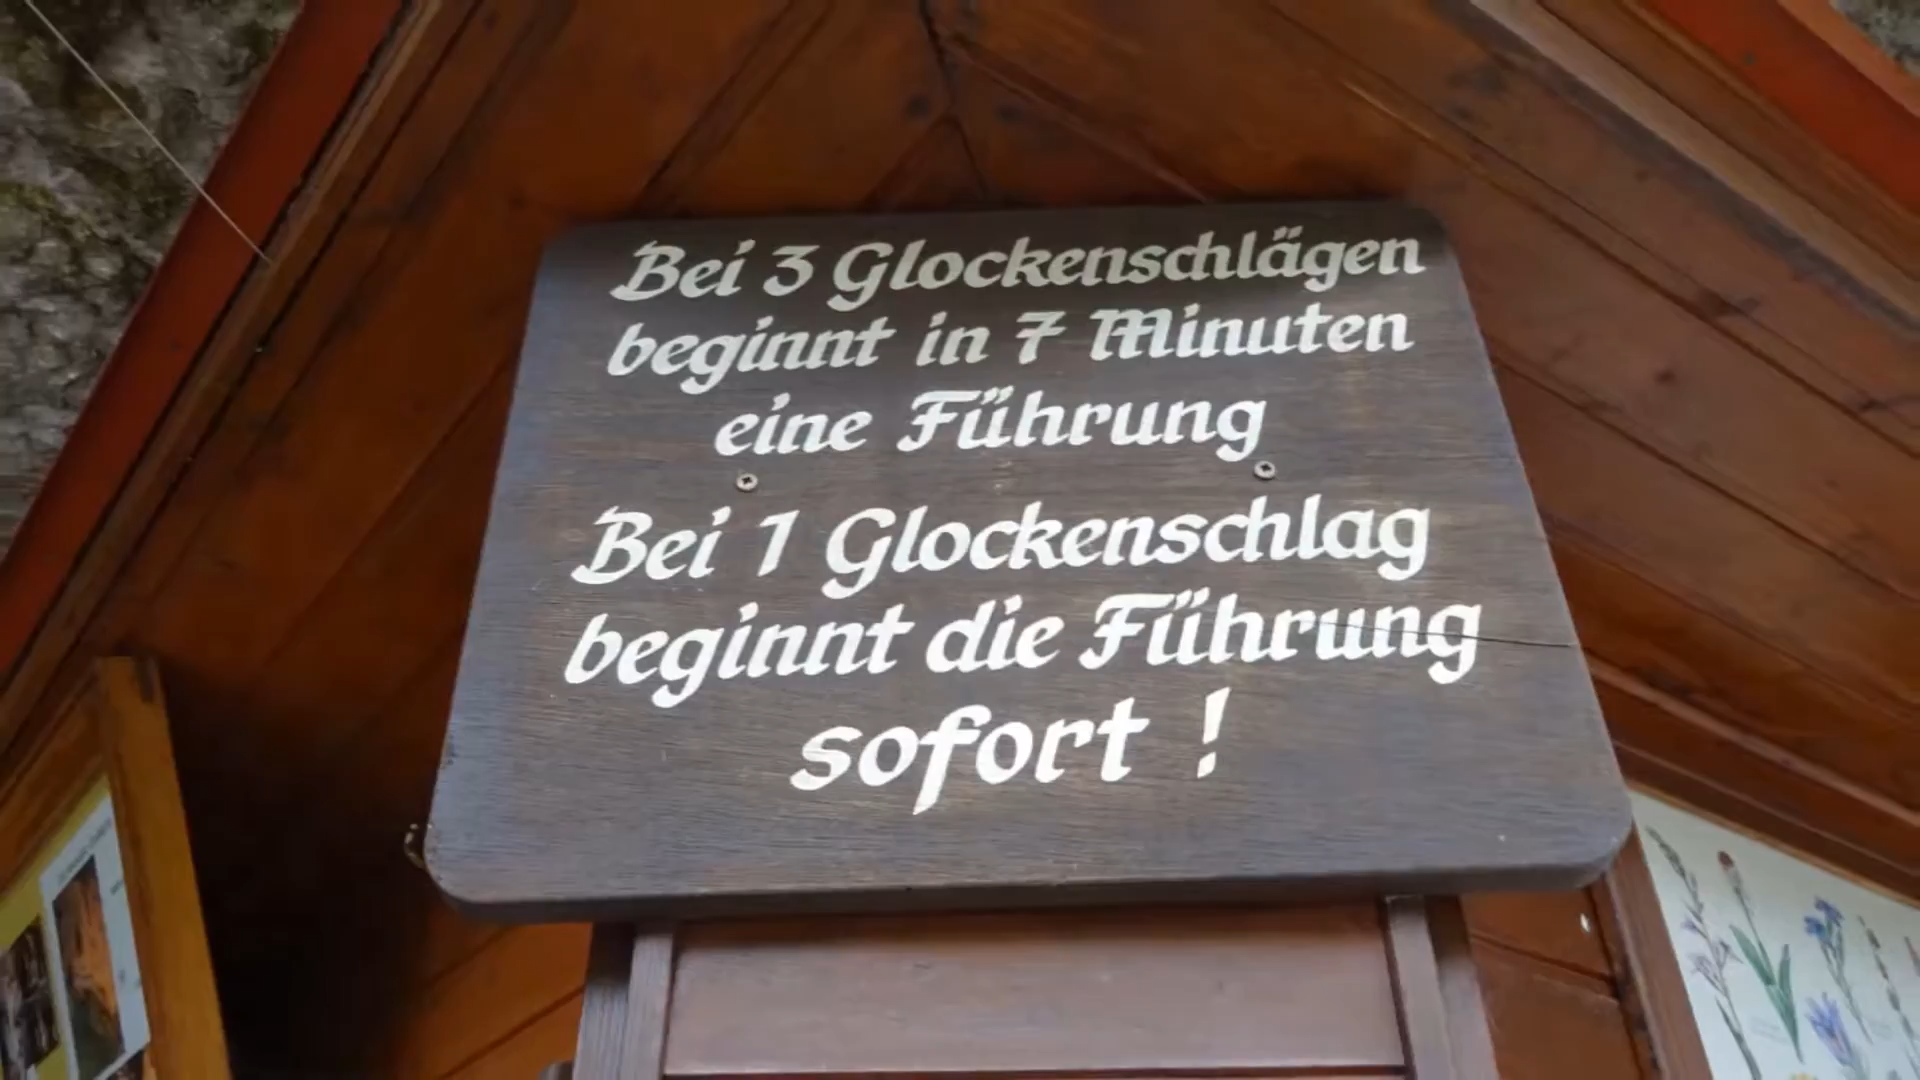 Bei 3 Glockenschlägen
beginnt in 7 Minuten
eine Führung
Bei 1 Glockenschlag
beginnt die Führung
sofort !